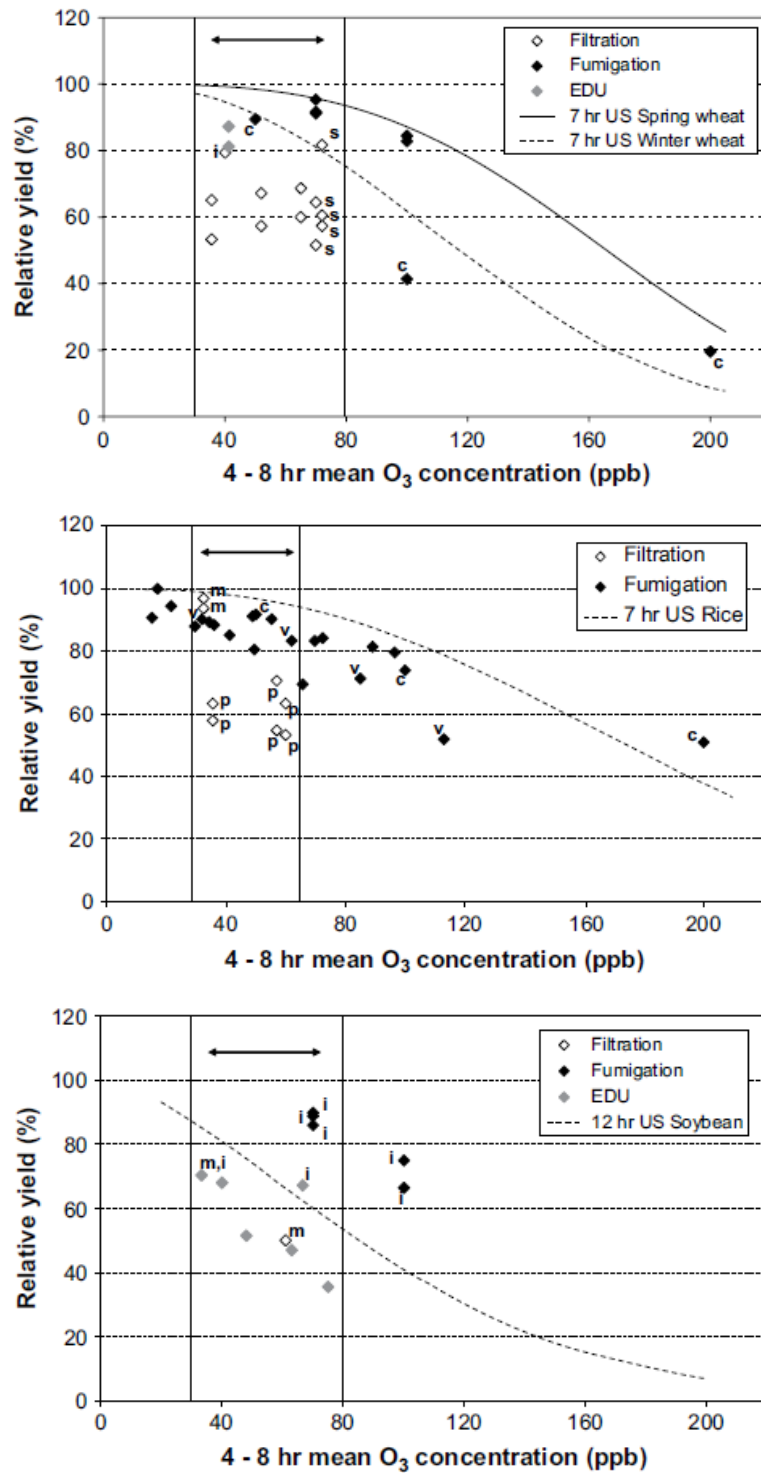 120
100
80
60
40
20
0
Relative yield (%)
Filtration
Fumigation
EDU
7 hr US Spring wheat
7 hr US Winter wheat
c
i
s
s
s
s
s
c
c
0 40 80 120 160 200
4 - 8 hr mean O₃ concentration (ppb)
120
100
80
60
40
20
0
Relative yield (%)
Filtration
Fumigation
7 hr US Rice
m
m
v
c
v
p
p
p
p
p
p
v
c
v
c
0 40 80 120 160 200
4 - 8 hr mean O₃ concentration (ppb)
120
100
80
60
40
20
0
Relative yield (%)
Filtration
Fumigation
EDU
12 hr US Soybean
i
i
i
m,i
i
i
i
m
0 40 80 120 160 200
4 - 8 hr mean O₃ concentration (ppb)